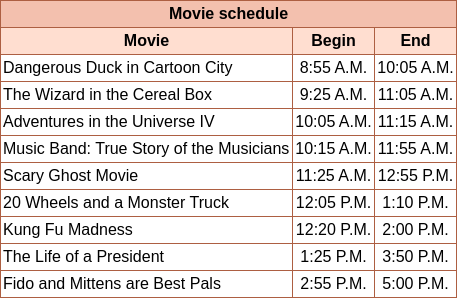 Movie schedule
Movie Begin End
Dangerous Duck in Cartoon City 8:55 A.M. 10:05 A.M.
The Wizard in the Cereal Box 9:25 A.M. 11:05 A.M.
Adventures in the Universe IV 10:05 A.M. 11:15 A.M.
Music Band: True Story of the Musicians 10:15 A.M. 11:55 A.M.
Scary Ghost Movie 11:25 A.M. 12:55 P.M.
20 Wheels and a Monster Truck 12:05 P.M. 1:10 P.M.
Kung Fu Madness 12:20 P.M. 2:00 P.M.
The Life of a President 1:25 P.M. 3:50 P.M.
Fido and Mittens are Best Pals 2:55 P.M. 5:00 P.M.